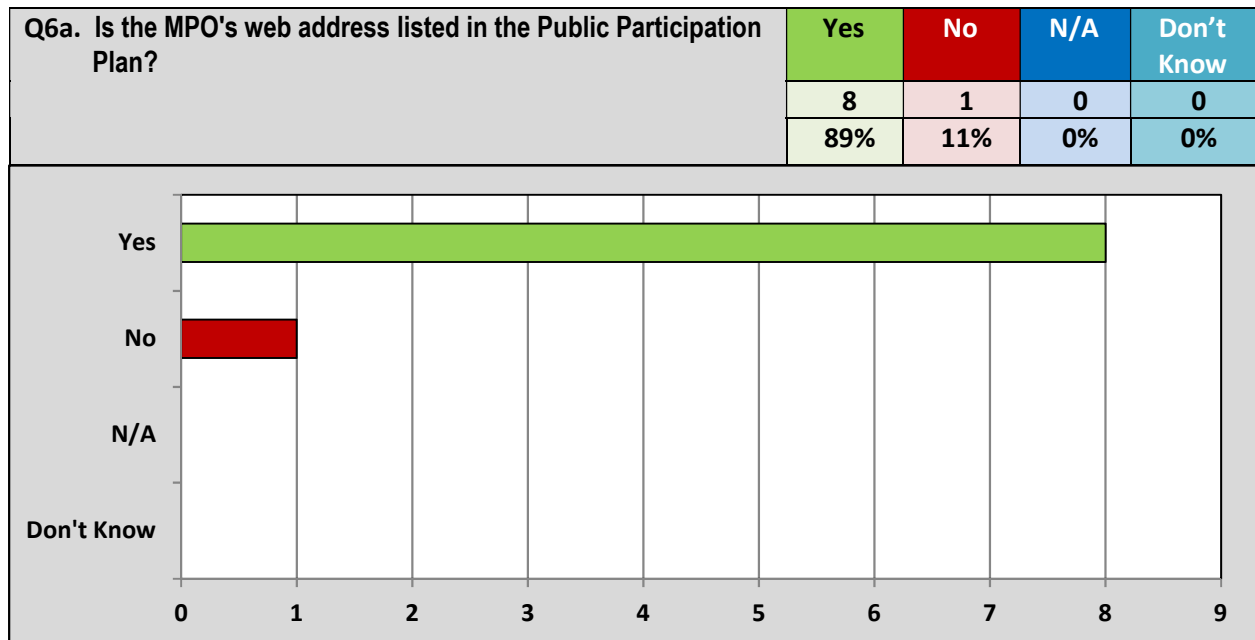 Q6a. Is the MPO's web address listed in the Public Participation
Plan?
Yes No N/A Don’t
Know
8 1 0 0
89% 11% 0% 0%
Yes
No
N/A
Don't Know
0 1 2 3 4 5 6 7 8 9